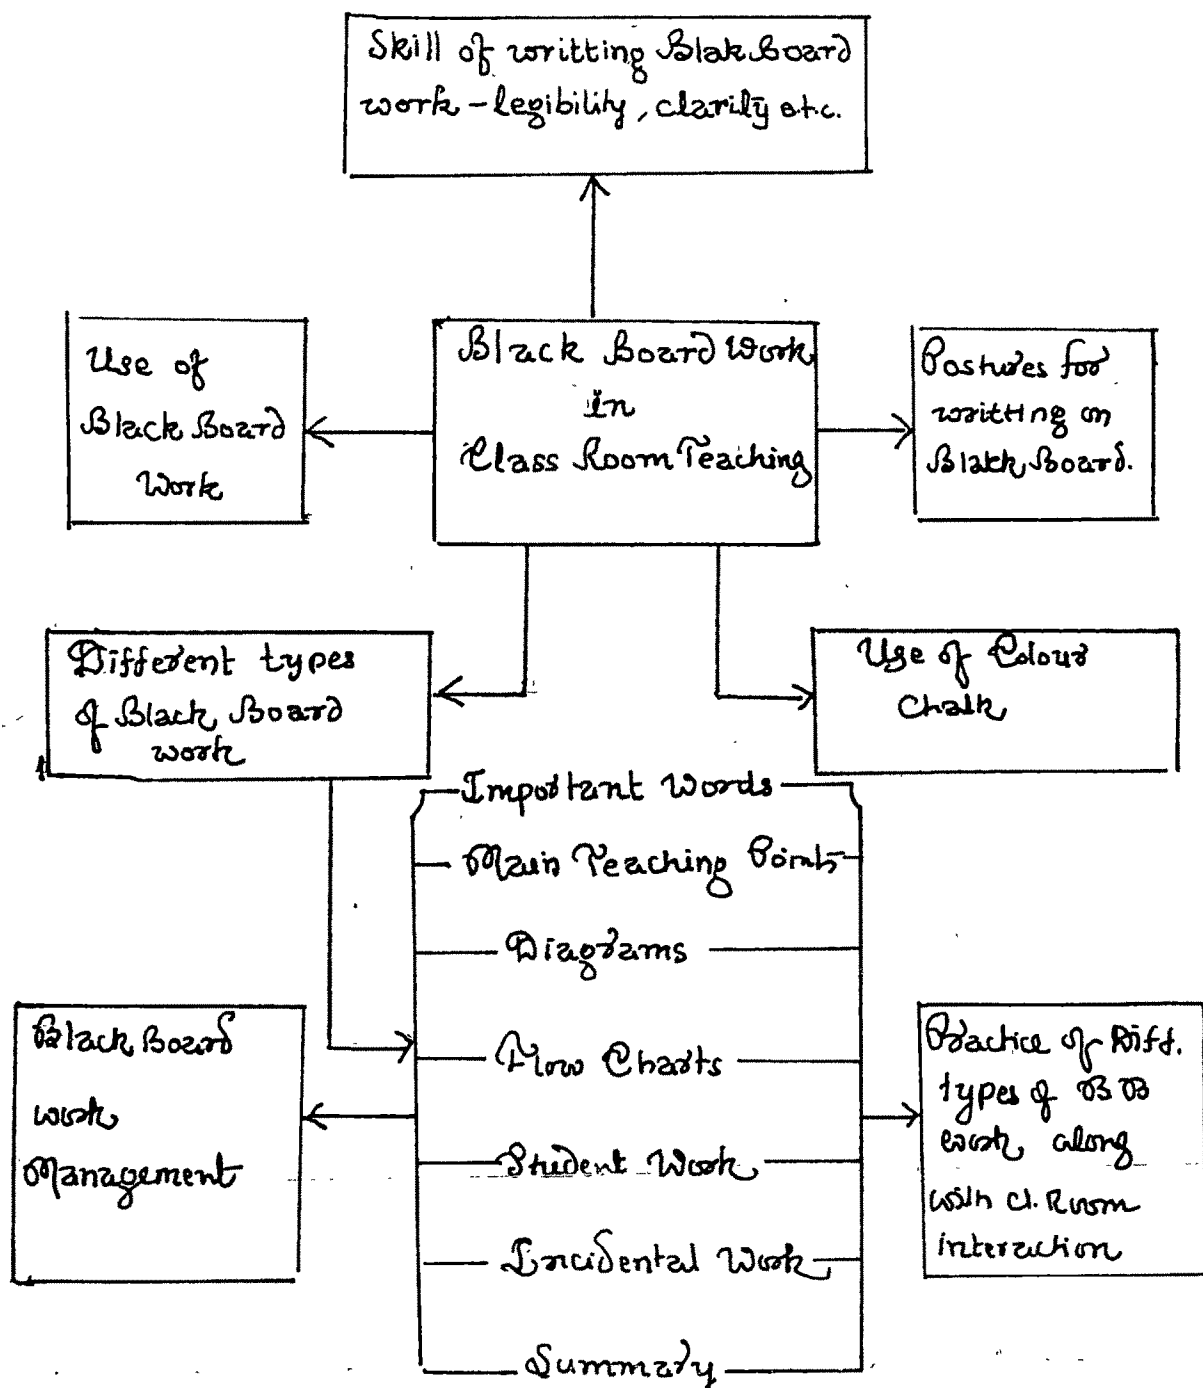 Skill of writting Blak Board
work - legibility, clarity etc.
Use of
Black Board
Work
Black Board Work
in
Class Room Teaching
Postures for
writting on
Black Board.
Different types
of Black Board
work
Use of Colour
Chalk
Important Words
Main Teaching Points
Diagrams
Flow Charts
Student Work
Incidental Work
Summary
Black Board
work
Management
Practice of Diff.
types of BB
work along
with cl. Room
interaction